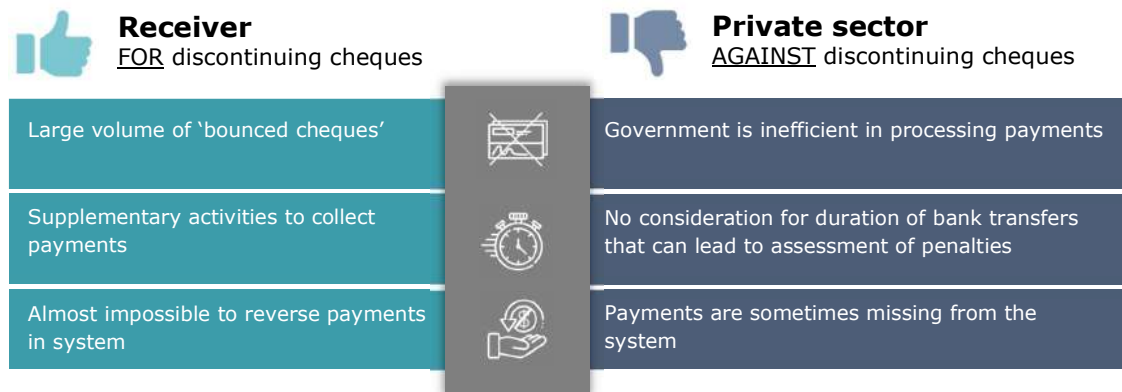 Receiver
FOR discontinuing cheques
Private sector
AGAINST discontinuing cheques
Large volume of ‘bounced cheques’
Government is inefficient in processing payments
Supplementary activities to collect
payments
No consideration for duration of bank transfers
that can lead to assessment of penalties
Almost impossible to reverse payments
in system
Payments are sometimes missing from the
system